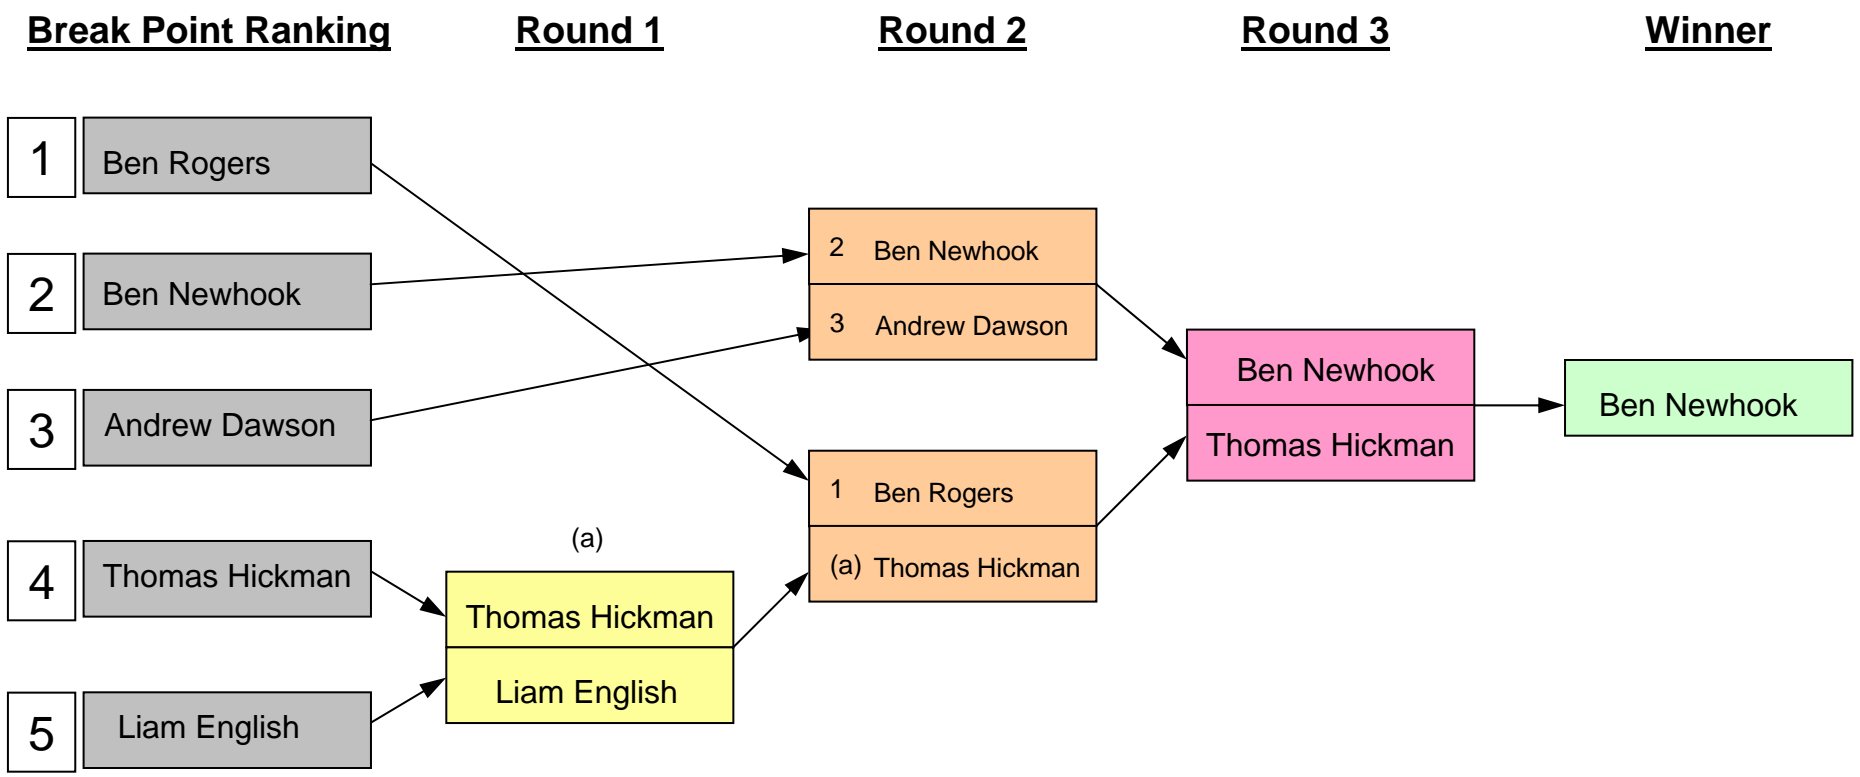 Break Point Ranking
Round 1
Round 2
Round 3
Winner
1 Ben Rogers
2 Ben Newhook
3 Andrew Dawson
4 Thomas Hickman
5 Liam English
(a)
Thomas Hickman
Liam English
2 Ben Newhook
3 Andrew Dawson
1 Ben Rogers
(a) Thomas Hickman
Ben Newhook
Thomas Hickman
Ben Newhook